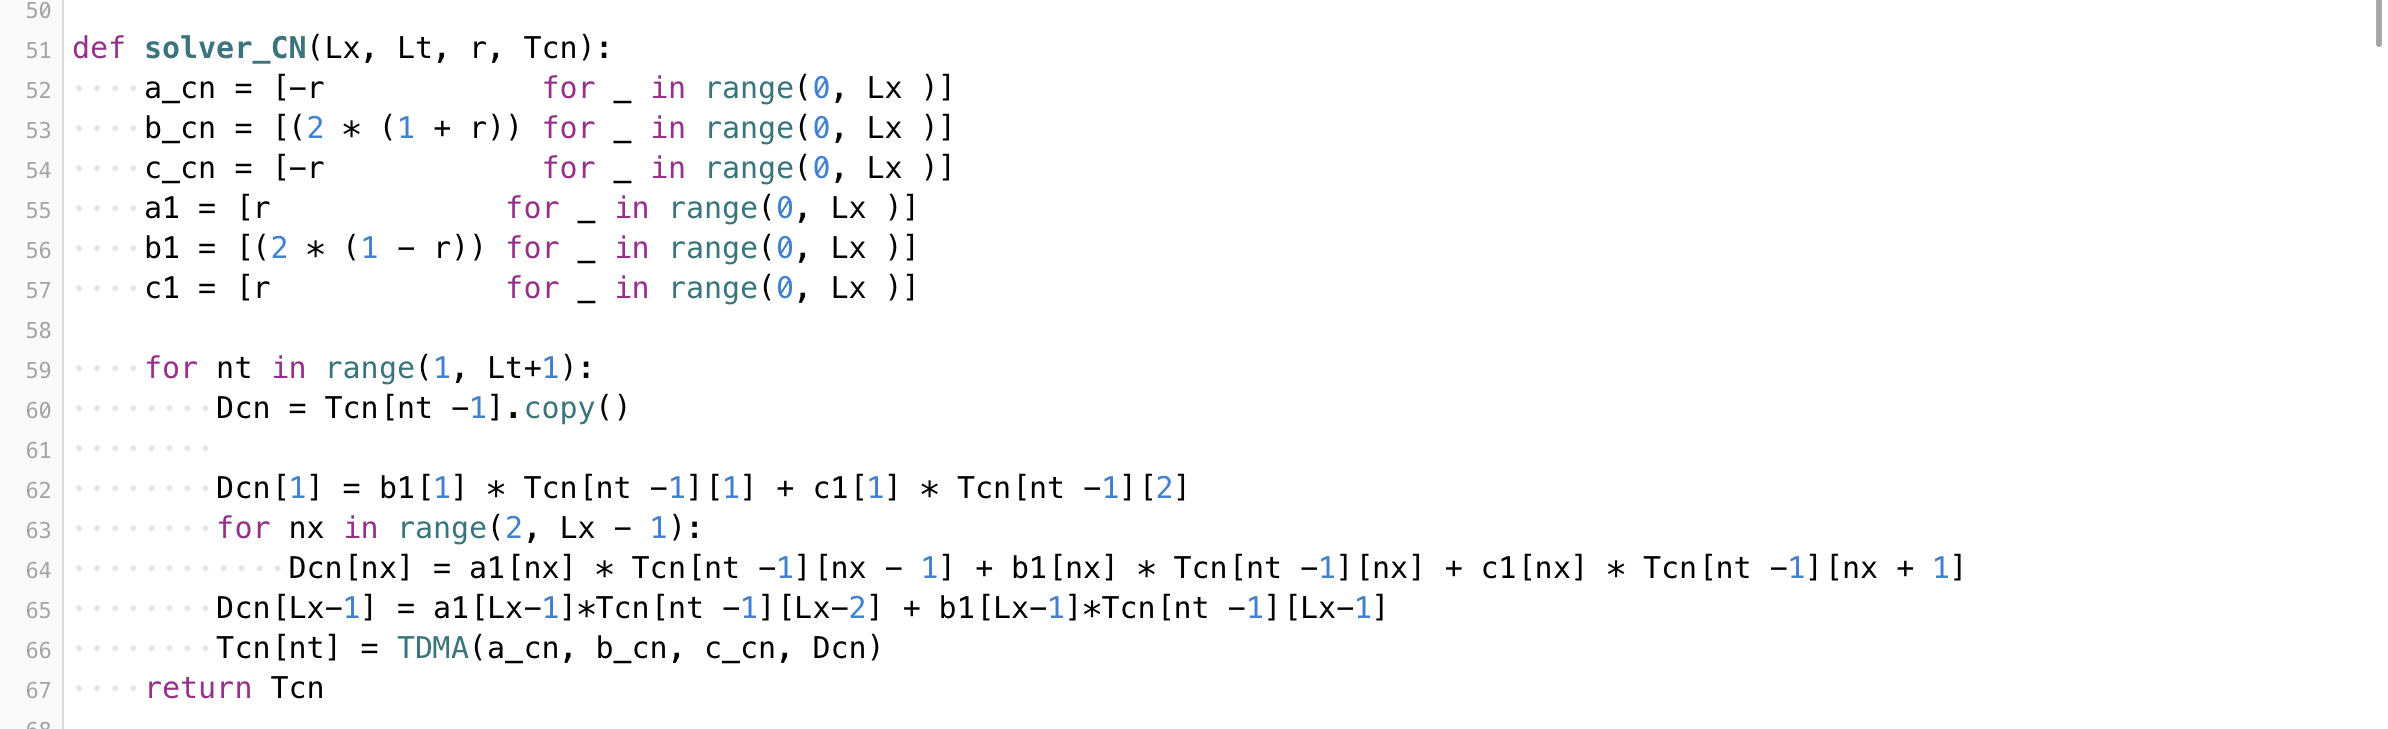 50
51 def solver_CN(Lx, Lt, r, Tcn):
52 ····a_cn = [-r            for _ in range(0, Lx )]
53 ····b_cn = [(2 * (1 + r)) for _ in range(0, Lx )]
54 ····c_cn = [-r            for _ in range(0, Lx )]
55 ····a1 = [r             for _ in range(0, Lx )]
56 ····b1 = [(2 * (1 - r)) for _ in range(0, Lx )]
57 ····c1 = [r             for _ in range(0, Lx )]
58
59 ····for nt in range(1, Lt+1):
60 ········Dcn = Tcn[nt -1].copy()
61 ········
62 ········Dcn[1] = b1[1] * Tcn[nt -1][1] + c1[1] * Tcn[nt -1][2]
63 ········for nx in range(2, Lx - 1):
64 ············Dcn[nx] = a1[nx] * Tcn[nt -1][nx - 1] + b1[nx] * Tcn[nt -1][nx] + c1[nx] * Tcn[nt -1][nx + 1]
65 ········Dcn[Lx-1] = a1[Lx-1]*Tcn[nt -1][Lx-2] + b1[Lx-1]*Tcn[nt -1][Lx-1]
66 ········Tcn[nt] = TDMA(a_cn, b_cn, c_cn, Dcn)
67 ····return Tcn
68